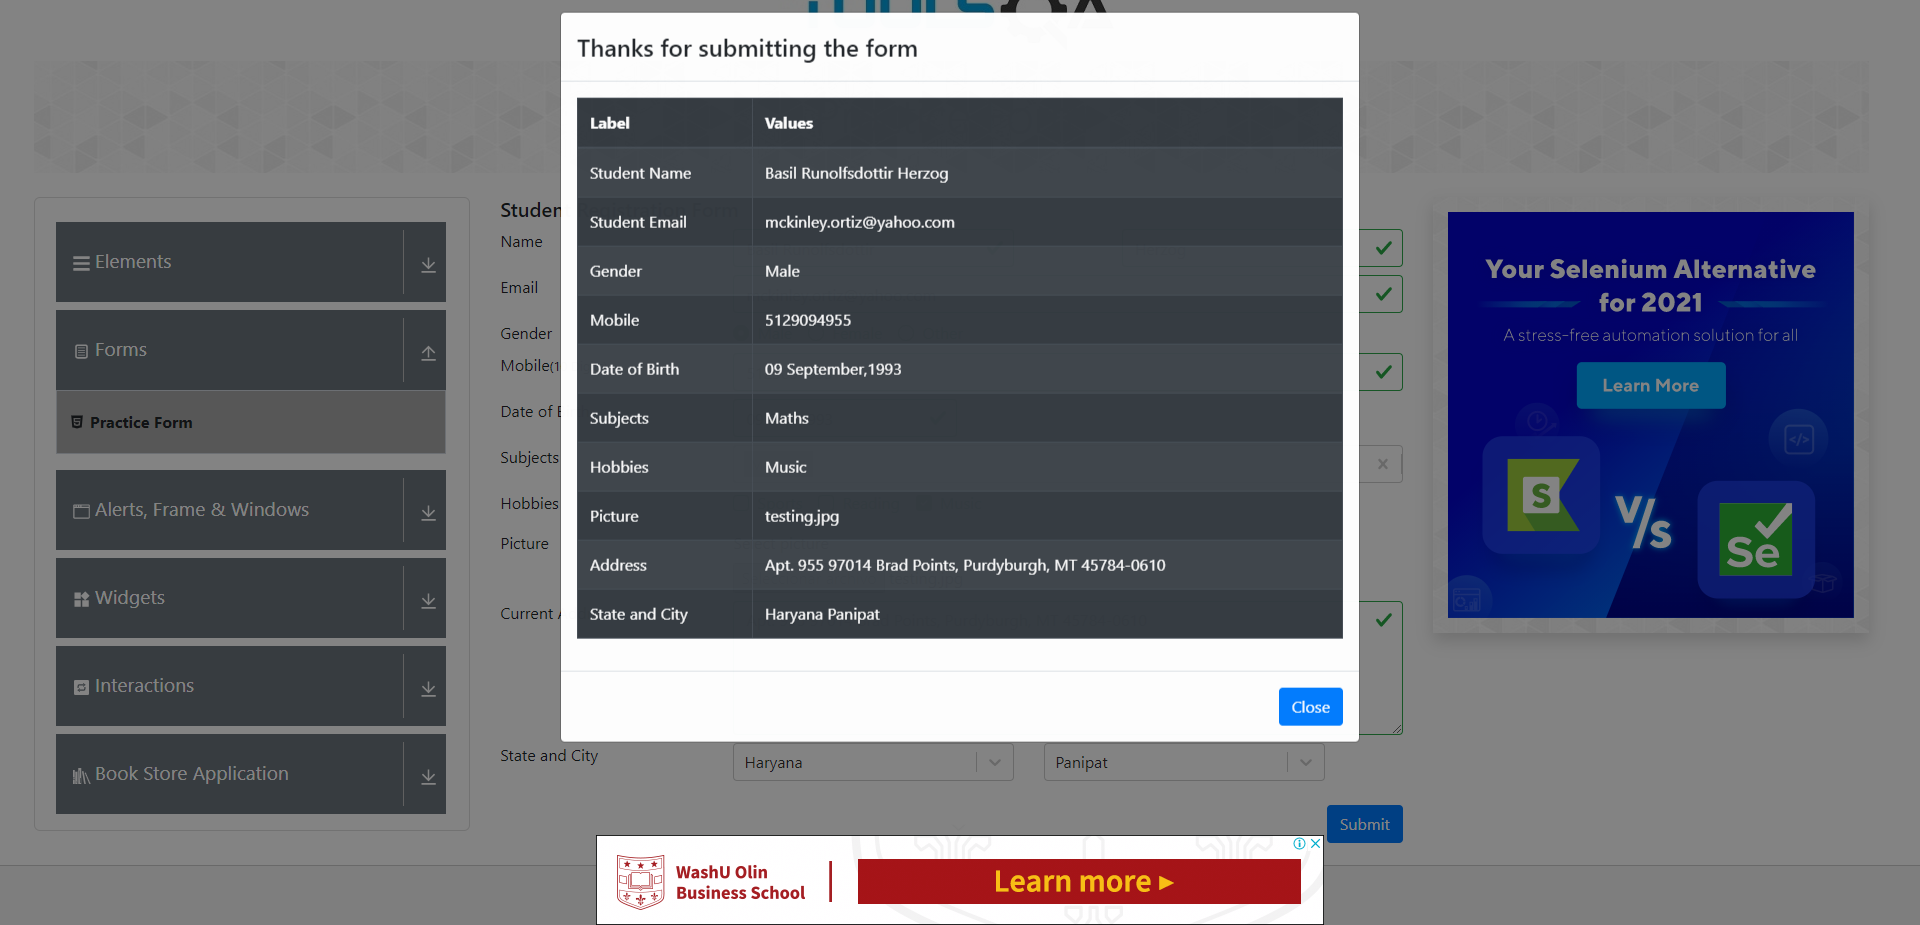 Thanks for submitting the form
Label Values
Student Name Basil Runolfsdottir Herzog
Student Email mckinley.ortiz@yahoo.com
Gender Male
Mobile 5129094955
Date of Birth 09 September,1993
Subjects Maths
Hobbies Music
Picture testing.jpg
Address Apt. 955 97014 Brad Points, Purdyburgh, MT 45784-0610
State and City Haryana Panipat
Close
Elements
Forms
Practice Form
Alerts, Frame & Windows
Widgets
Interactions
Book Store Application
Name
Email
Gender
Date of
Subjects
Hobbies
Picture
Current
State and City Haryana Panipat
Submit
Your Selenium Alternative
for 2021
A stress-free automation solution for all
Learn More
S
V/s
Se
WashU Olin
Business School
Learn more ▸